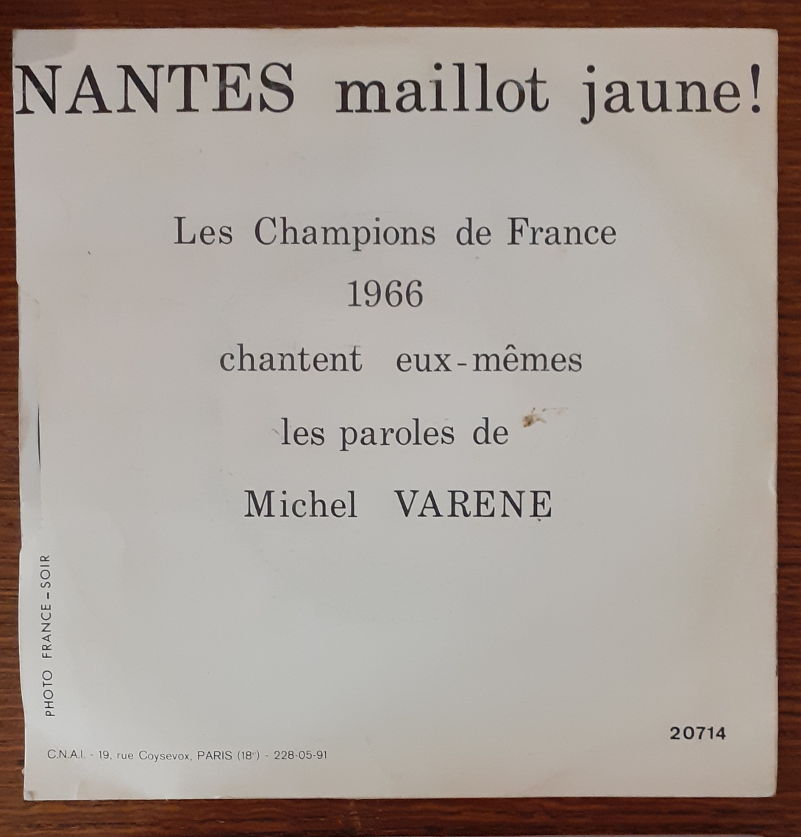 NANTES maillot jaune!
Les Champions de France
1966
chantent eux-mêmes
les paroles de
Michel VARENE
PHOTO FRANCE-SOIR
20714
C.N.A.I. - 19, rue Coysevox, PARIS (18e) - 228-05-91